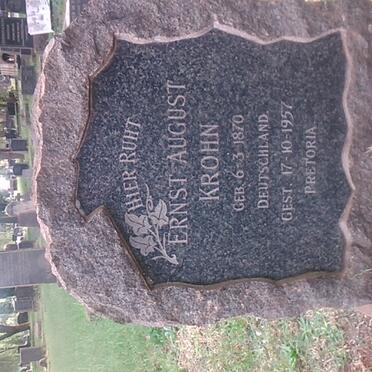 HIER RUHT
ERNST AUGUST
KROHN
GEB. 6-3-1870
DEUTSCHLAND.
GEST. 17-10-1957
PRETORIA